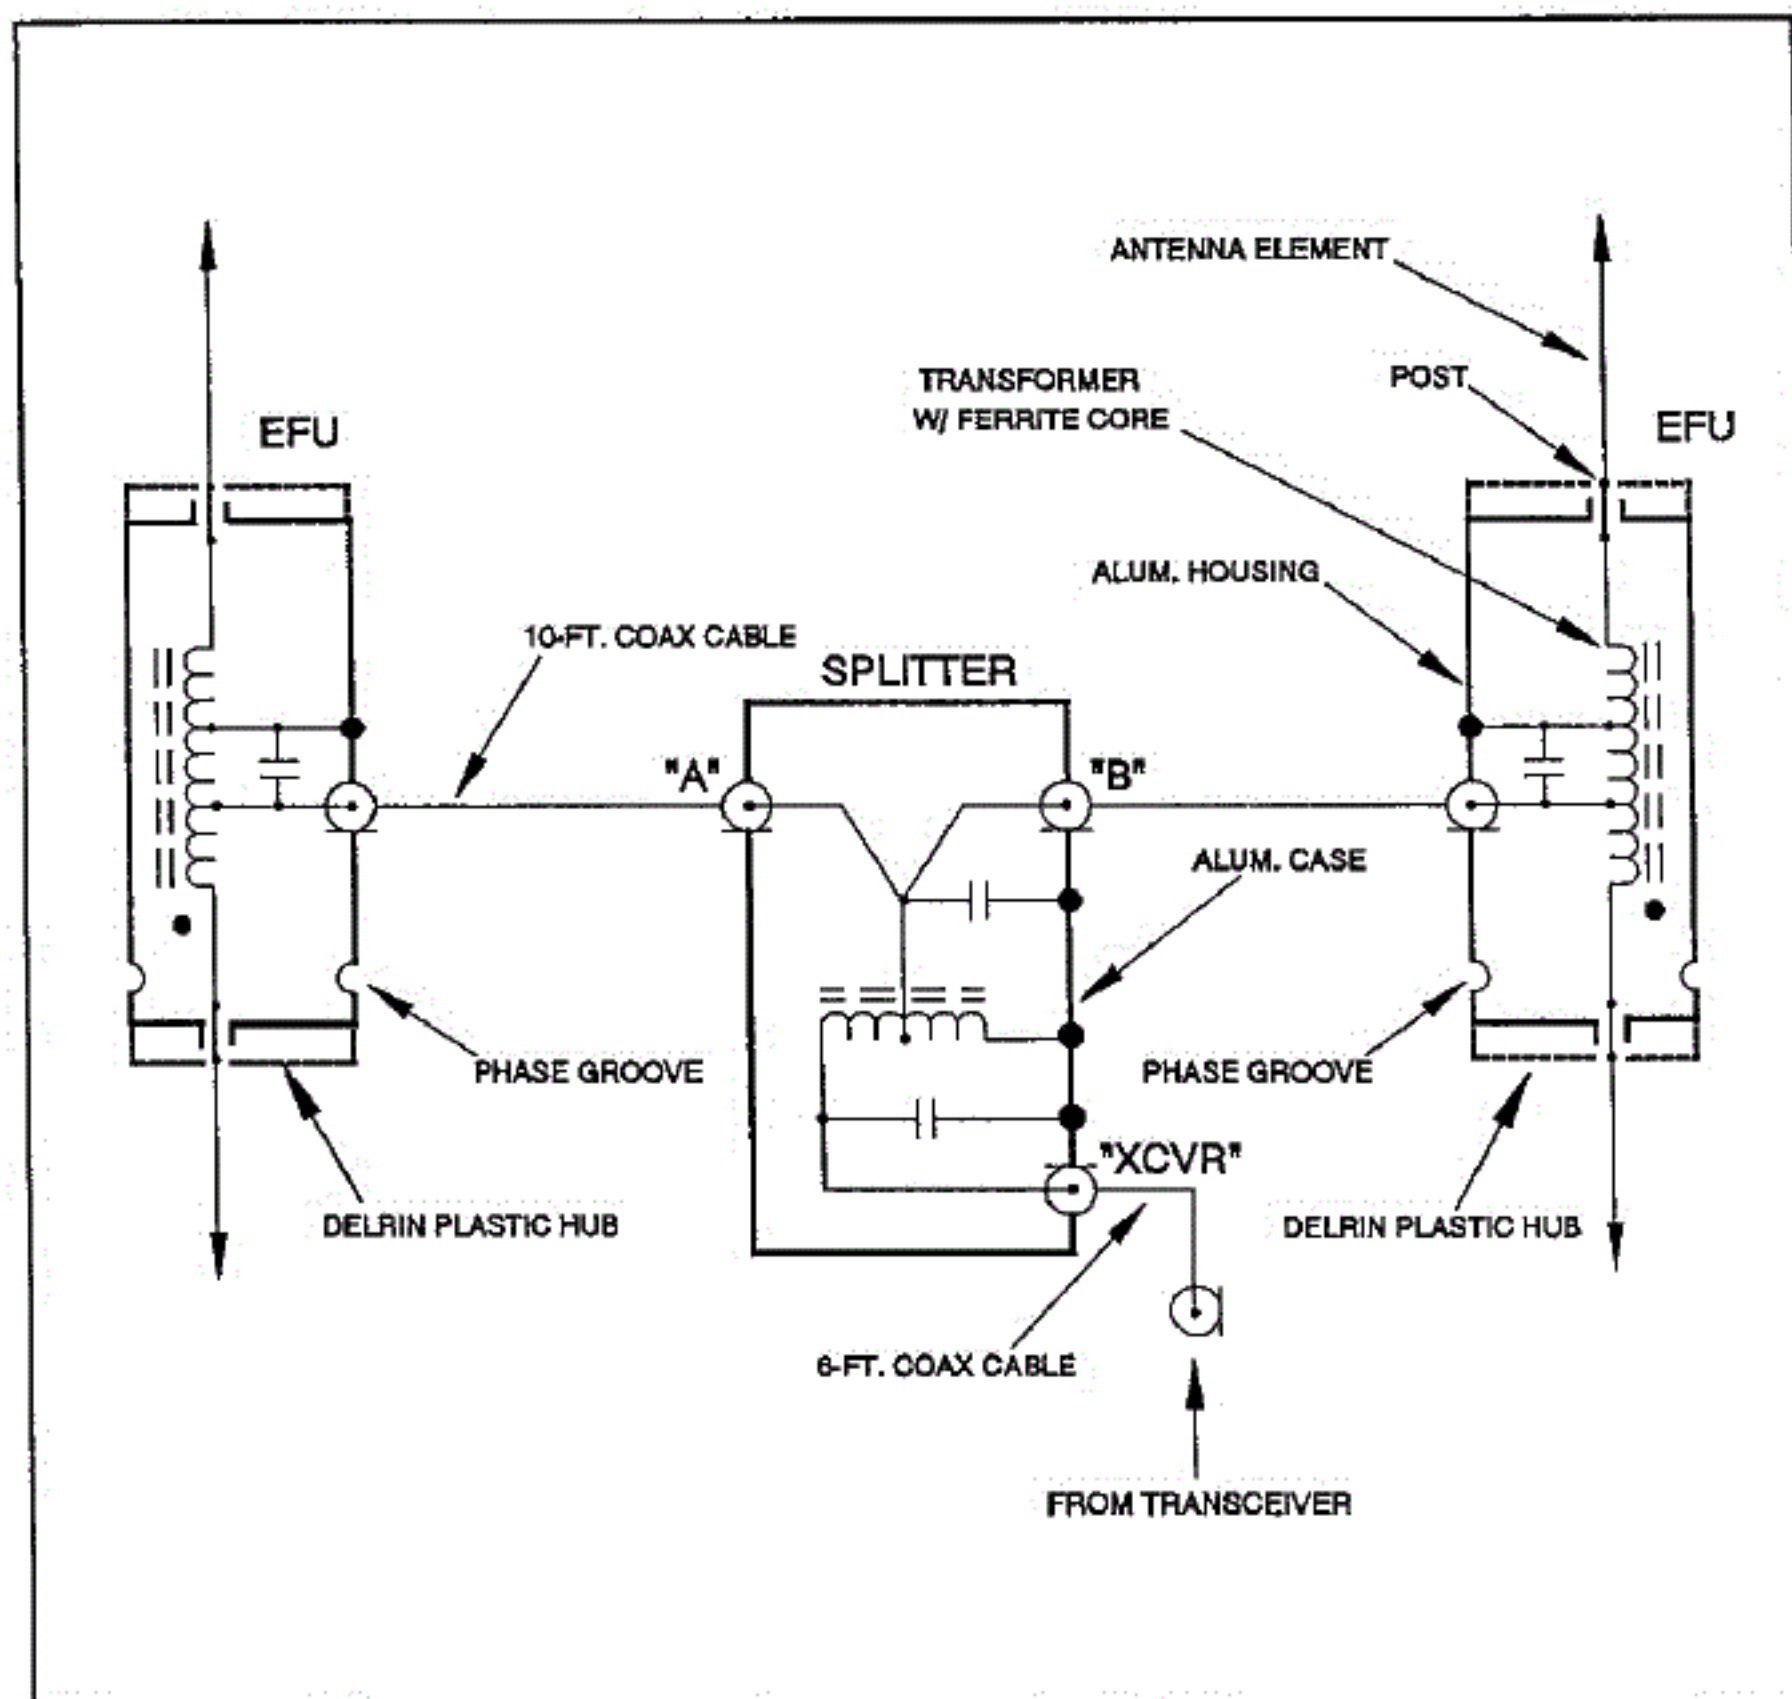 ANTENNA ELEMENT
TRANSFORMER
W/ FERRITE CORE
POST
EFU
EFU
ALUM. HOUSING
10-FT. COAX CABLE
SPLITTER
"A"
"B"
ALUM. CASE
PHASE GROOVE
PHASE GROOVE
"XCVR"
DELRIN PLASTIC HUB
DELRIN PLASTIC HUB
6-FT. COAX CABLE
FROM TRANSCEIVER